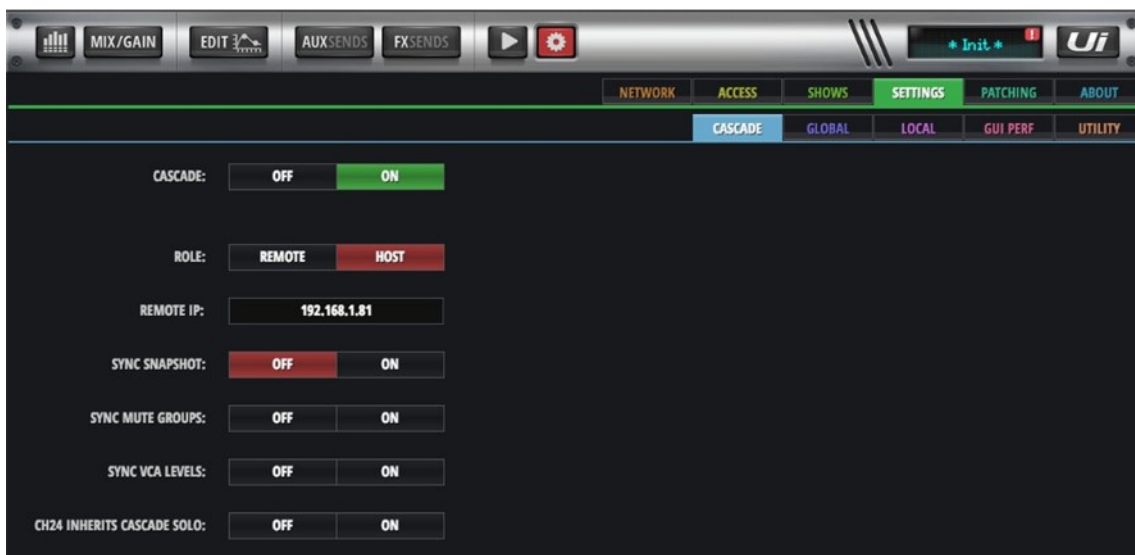 MIX/GAIN EDIT AUXSENDS FXSENDS * Init * ! Ui
NETWORK ACCESS SHOWS SETTINGS PATCHING ABOUT
CASCADE GLOBAL LOCAL GUI PERF UTILITY
CASCADE: OFF ON
ROLE: REMOTE HOST
REMOTE IP: 192.168.1.81
SYNC SNAPSHOT: OFF ON
SYNC MUTE GROUPS: OFF ON
SYNC VCA LEVELS: OFF ON
CH24 INHERITS CASCADE SOLO: OFF ON